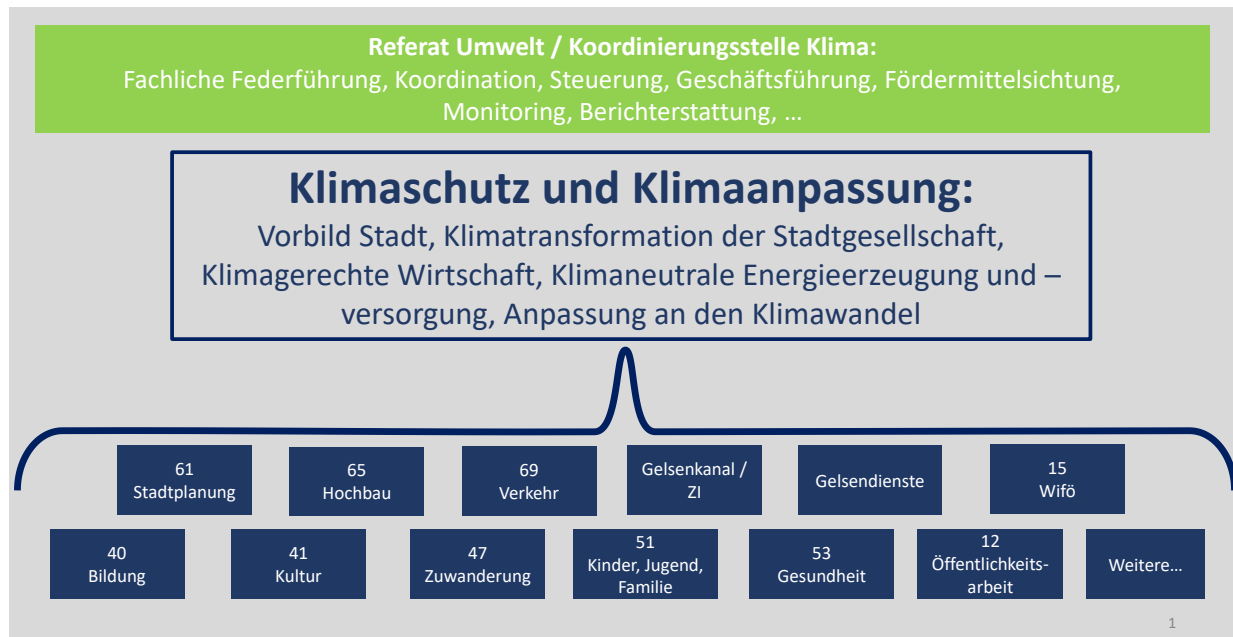 Referat Umwelt / Koordinierungsstelle Klima:
Fachliche Federführung, Koordination, Steuerung, Geschäftsführung, Fördermittelsichtung,
Monitoring, Berichterstattung, …
Klimaschutz und Klimaanpassung:
Vorbild Stadt, Klimatransformation der Stadtgesellschaft,
Klimagerechte Wirtschaft, Klimaneutrale Energieerzeugung und –
versorgung, Anpassung an den Klimawandel
61
Stadtplanung
65
Hochbau
69
Verkehr
Gelsenkanal /
ZI
Gelsendienste
15
Wifö
40
Bildung
41
Kultur
47
Zuwanderung
51
Kinder, Jugend,
Familie
53
Gesundheit
12
Öffentlichkeits-
arbeit
Weitere…
1